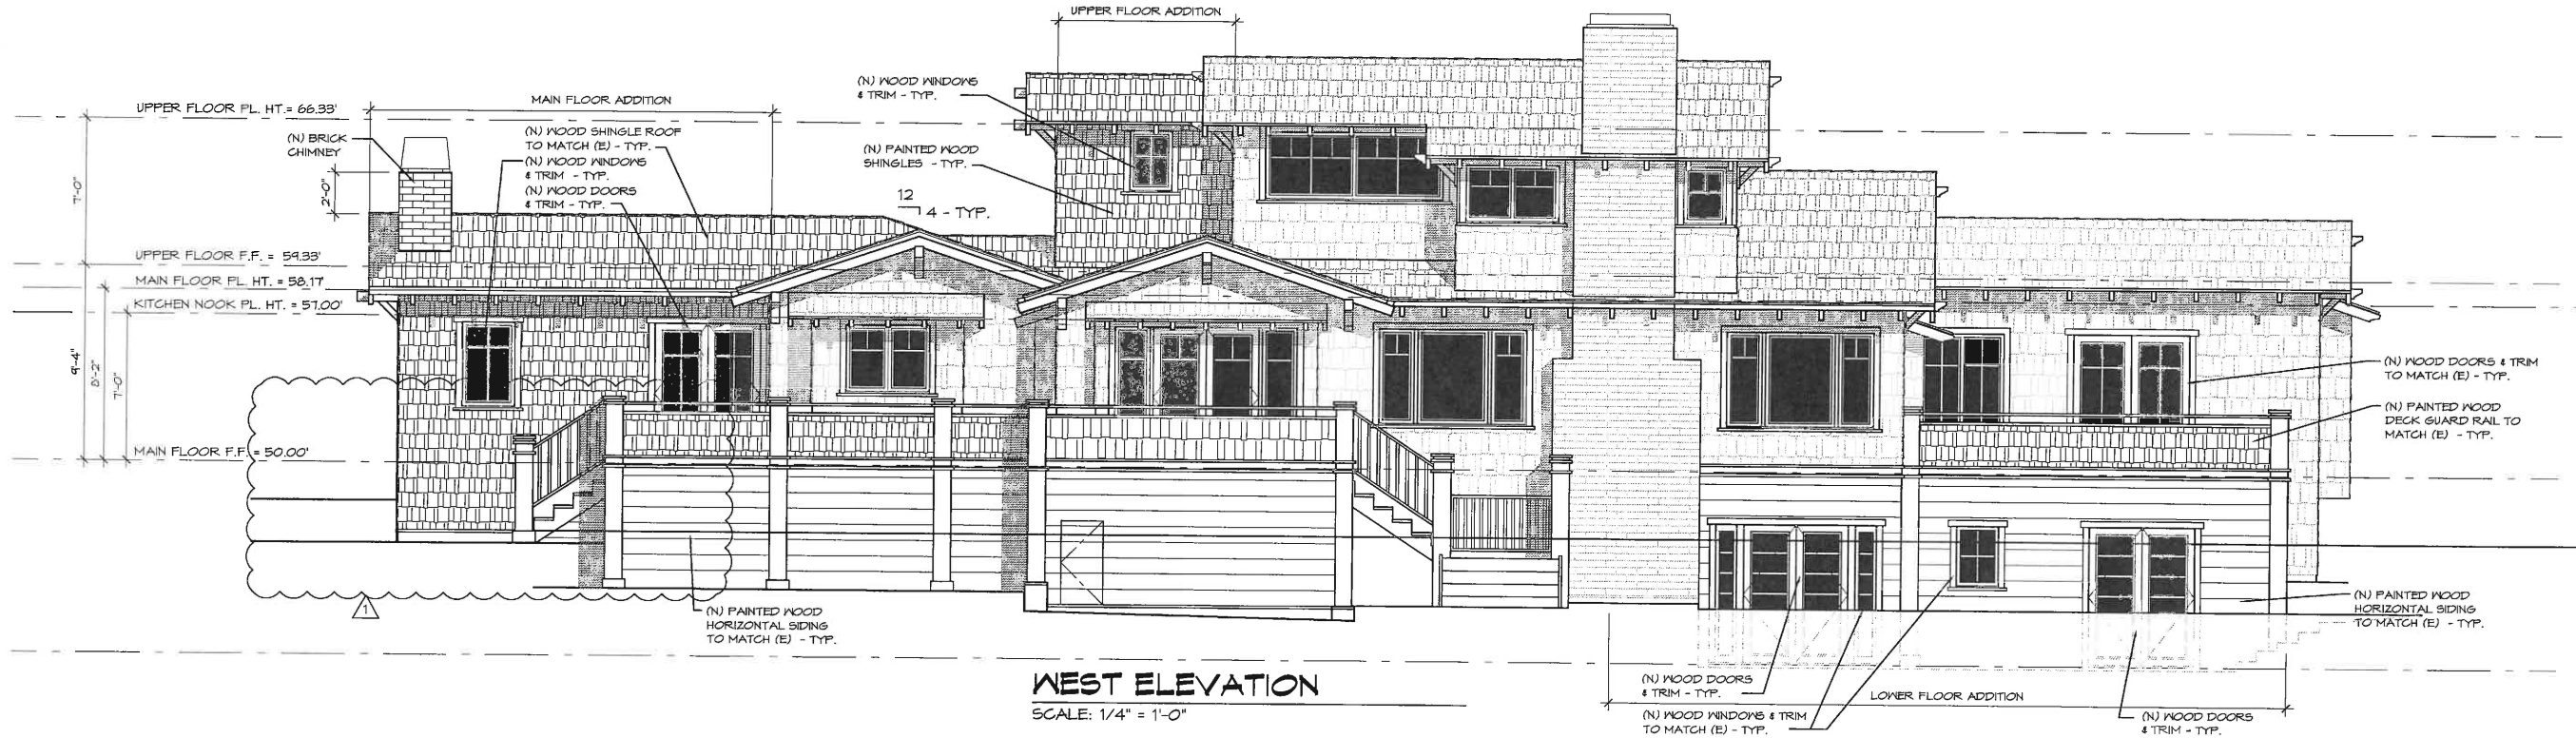 UPPER FLOOR ADDITION
(N) WOOD WINDOWS
& TRIM - TYP.
UPPER FLOOR PL. HT.= 66.33'
MAIN FLOOR ADDITION
(N) BRICK
CHIMNEY
(N) WOOD SHINGLE ROOF
TO MATCH (E) - TYP.
(N) WOOD WINDOWS
& TRIM - TYP.
(N) WOOD DOORS
& TRIM - TYP.
(N) PAINTED WOOD
SHINGLES - TYP.
7'-0"
2'-0"
12
4 - TYP.
UPPER FLOOR F.F. = 59.33'
MAIN FLOOR PL. HT. = 58.17'
KITCHEN NOOK PL. HT. = 57.00'
9'-4"
8'-2"
7'-0"
MAIN FLOOR F.F. = 50.00'
(N) WOOD DOORS & TRIM
TO MATCH (E) - TYP.
(N) PAINTED WOOD
DECK GUARD RAIL TO
MATCH (E) - TYP.
1
(N) PAINTED WOOD
HORIZONTAL SIDING
TO MATCH (E) - TYP.
(N) PAINTED WOOD
HORIZONTAL SIDING
TO MATCH (E) - TYP.
WEST ELEVATION
SCALE: 1/4" = 1'-0"
(N) WOOD DOORS
& TRIM - TYP.
LOWER FLOOR ADDITION
(N) WOOD WINDOWS & TRIM
TO MATCH (E) - TYP.
(N) WOOD DOORS
& TRIM - TYP.